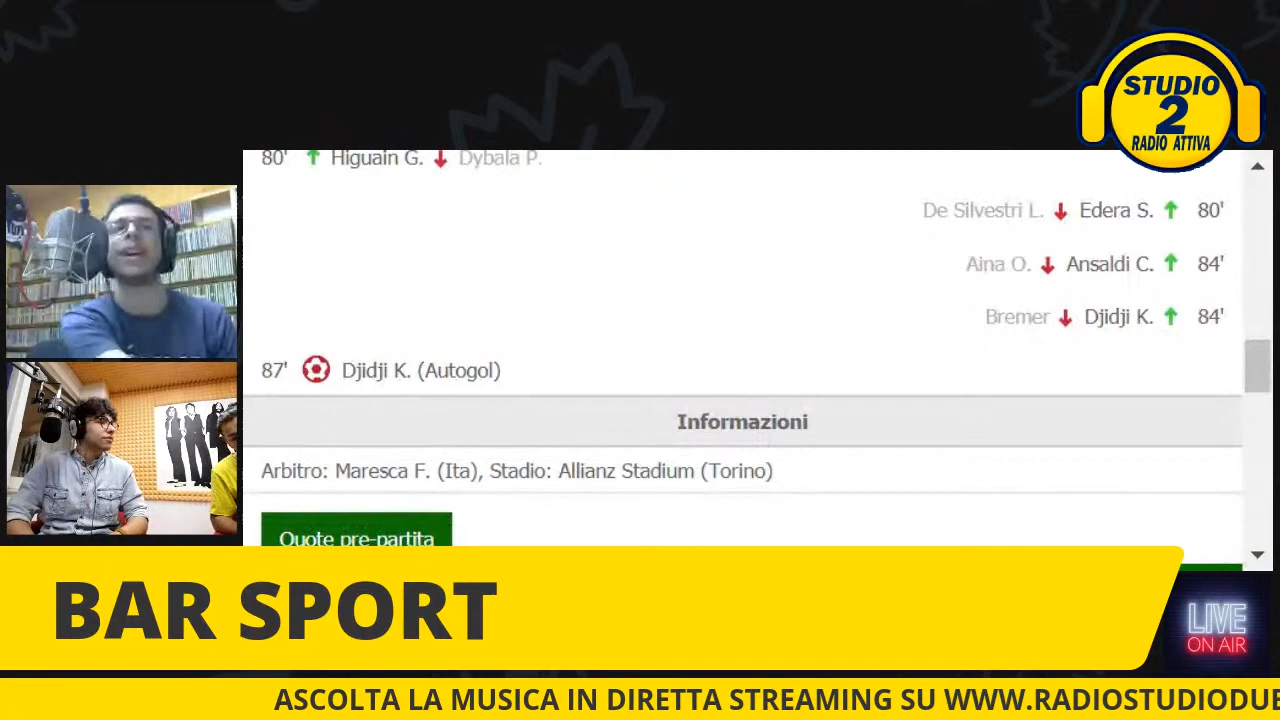 STUDIO
2
RADIO ATTIVA
80' Higuain G. Dybala P.
De Silvestri L. Edera S. 80'
Aina O. Ansaldi C. 84'
Bremer Djidji K. 84'
87' Djidji K. (Autogol)
Informazioni
Arbitro: Maresca F. (Ita), Stadio: Allianz Stadium (Torino)
Quote pre-partita
BAR SPORT
LIVE
ON AIR
ASCOLTA LA MUSICA IN DIRETTA STREAMING SU WWW.RADIOSTUDIODUE